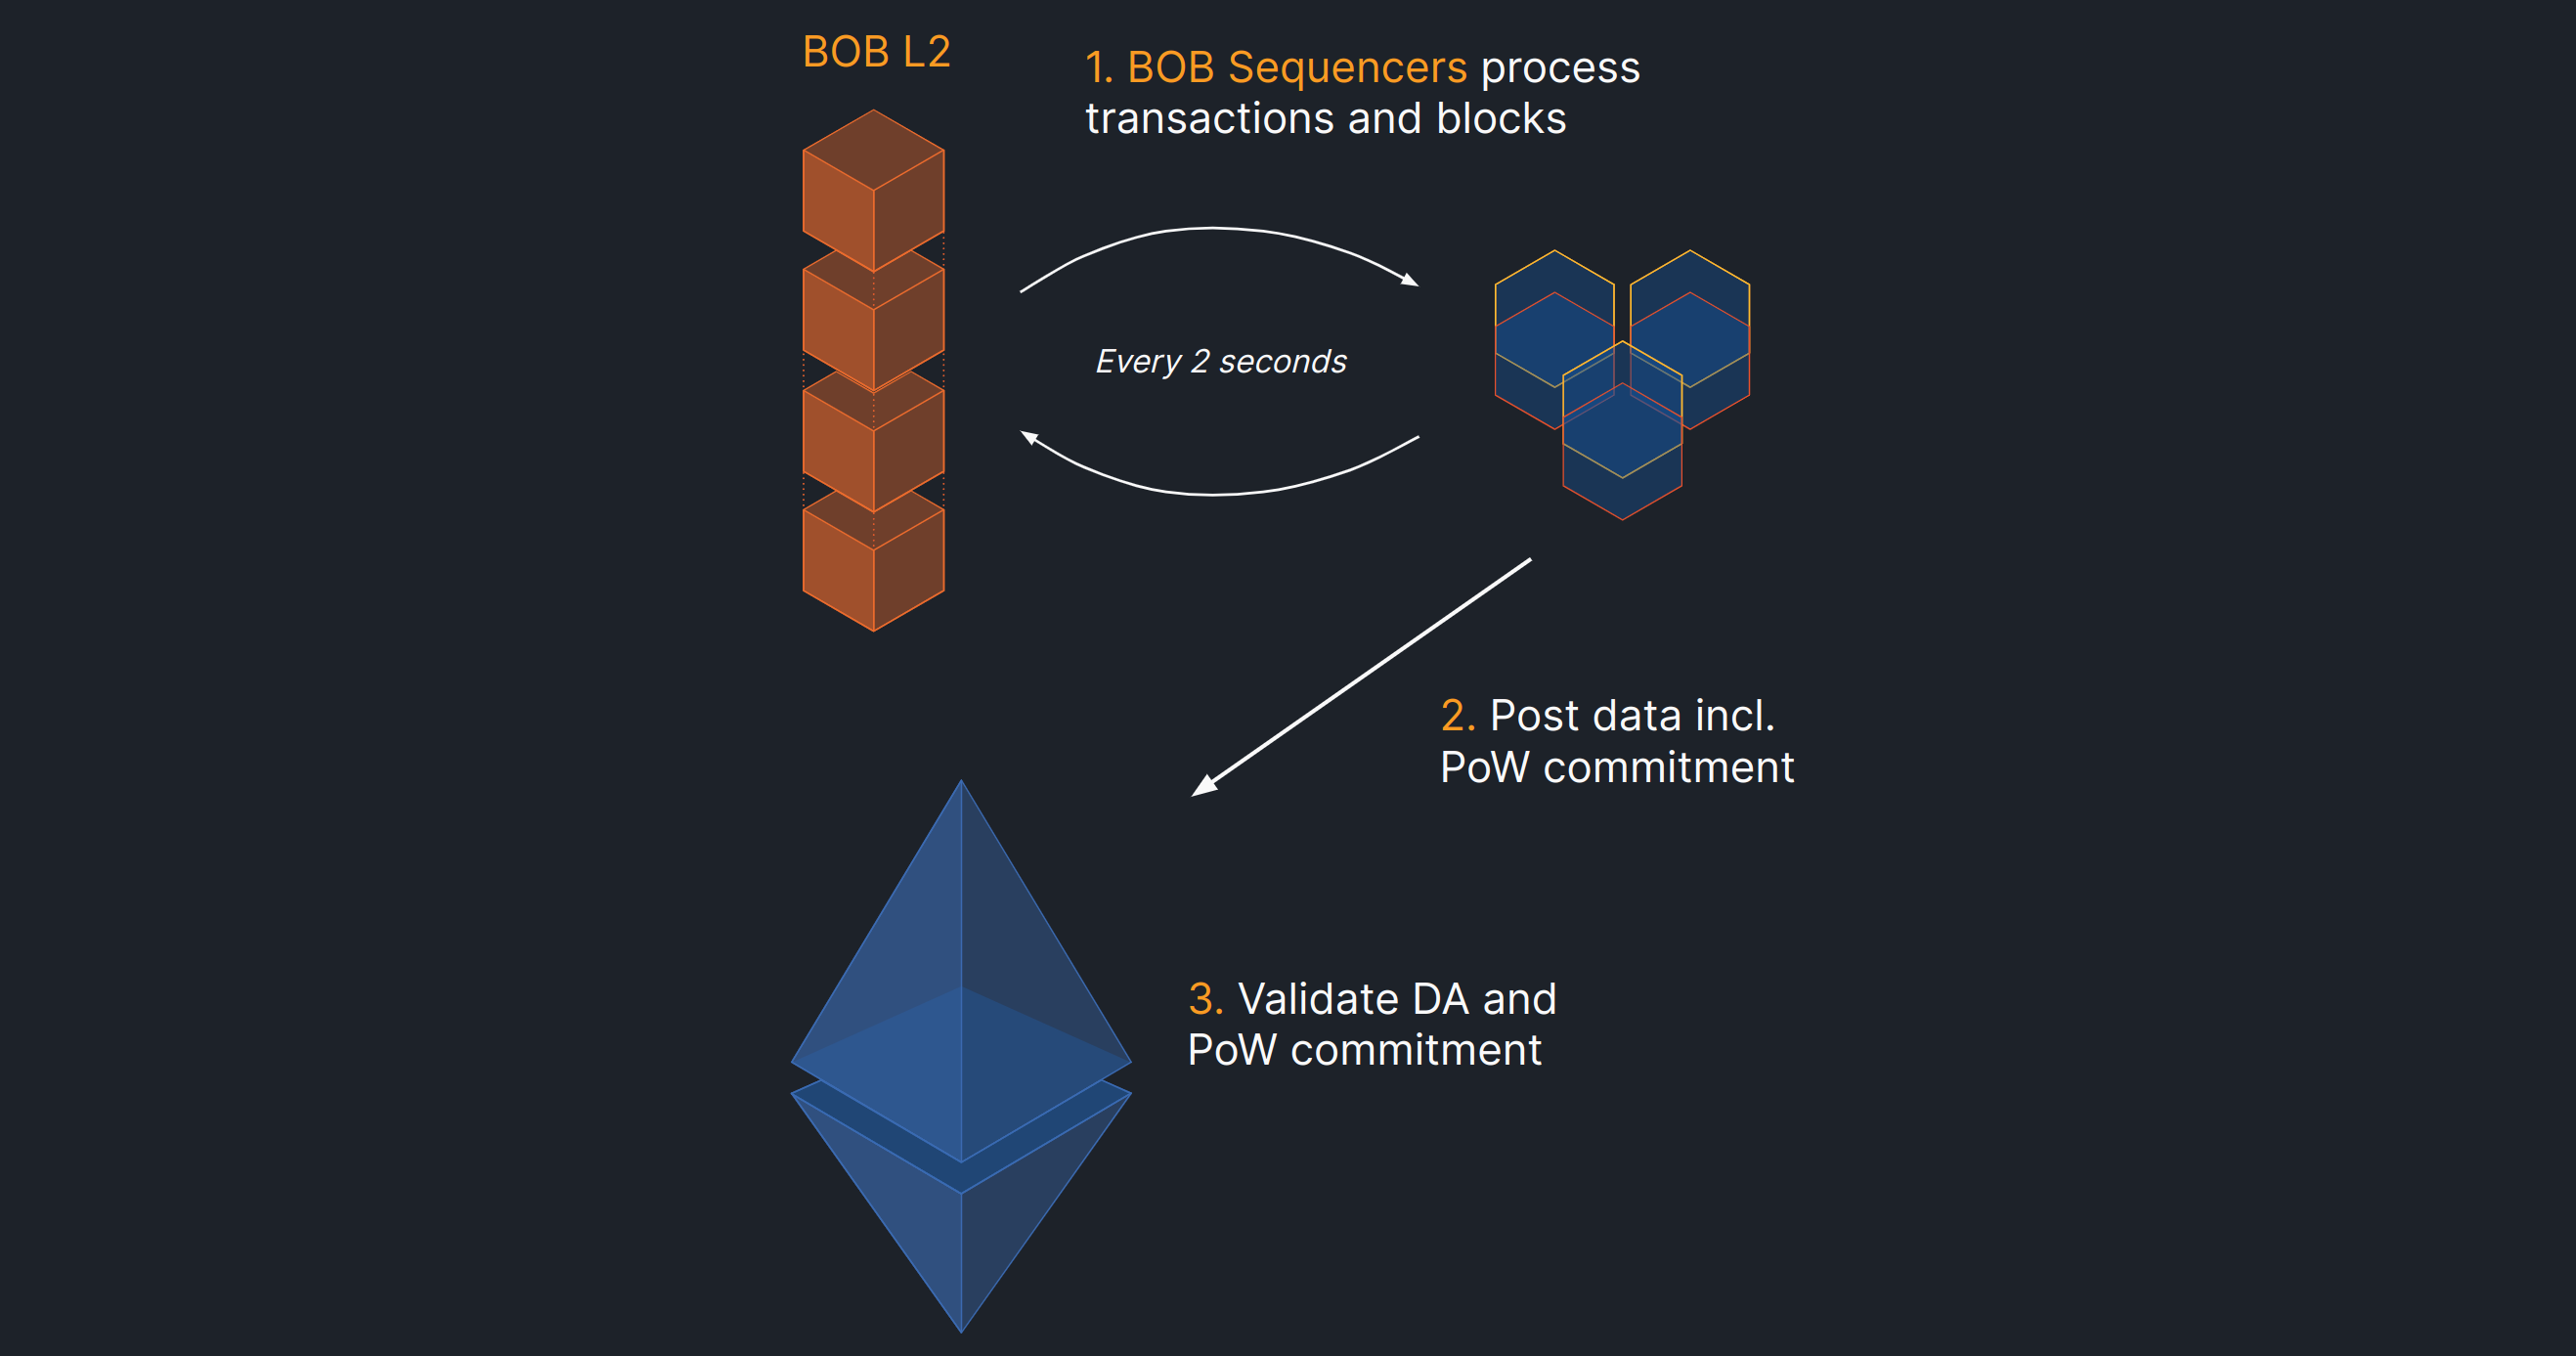 BOB L2
1. BOB Sequencers process
transactions and blocks
Every 2 seconds
2. Post data incl.
PoW commitment
3. Validate DA and
PoW commitment